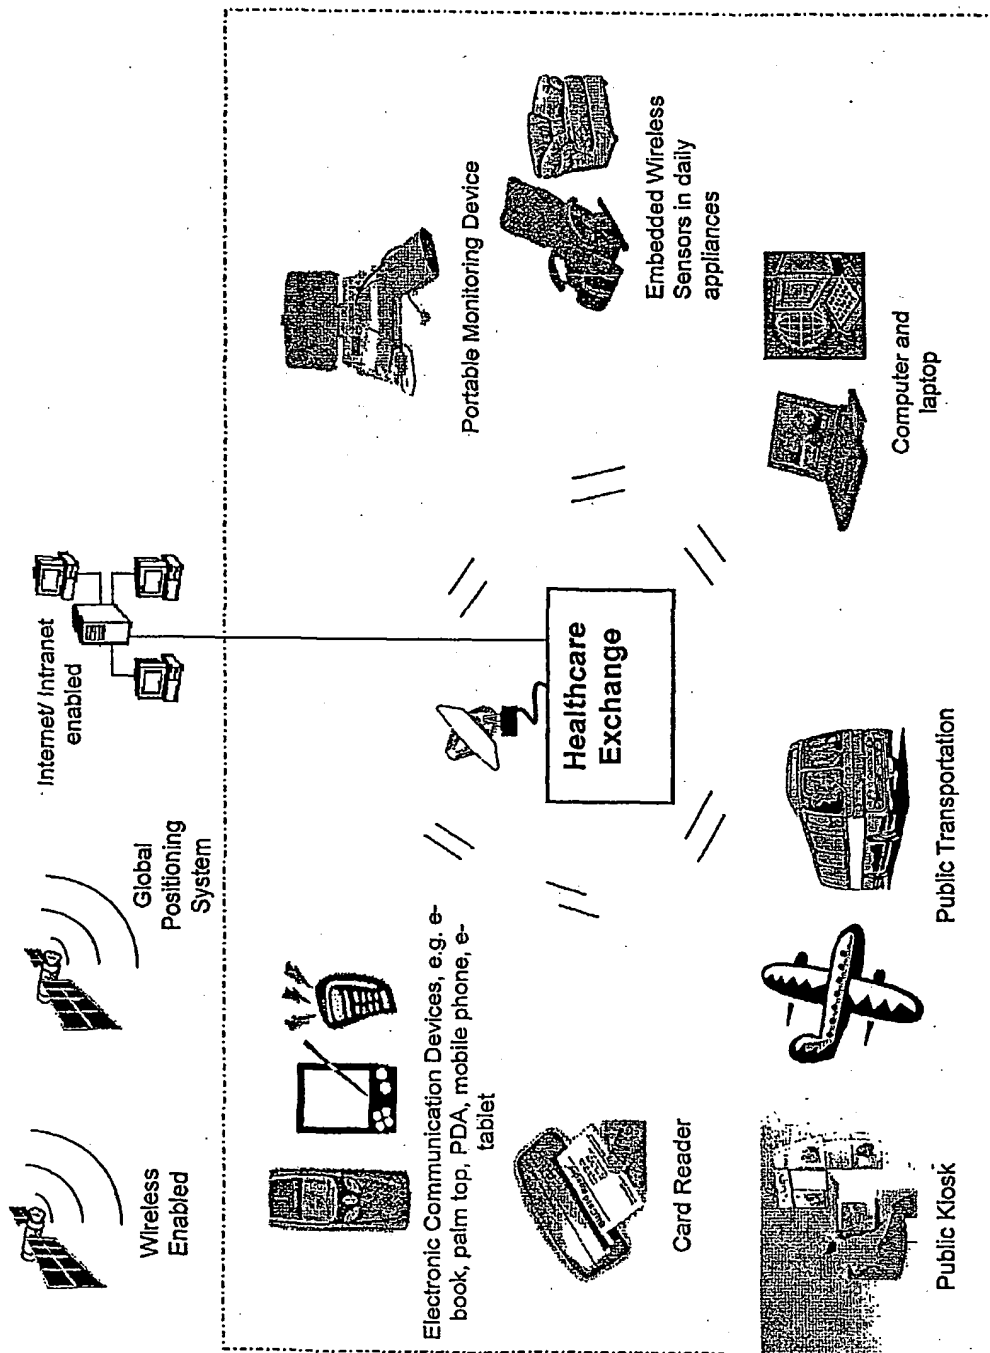 Wireless
Enabled
Global
Positioning
System
Internet/ Intranet
enabled
Electronic Communication Devices, e.g. e-
book, palm top, PDA, mobile phone, e-
tablet
Portable Monitoring Device
Card Reader
Healthcare
Exchange
Embedded Wireless
Sensors in daily
appliances
Public Kiosk
Public Transportation
Computer and
laptop